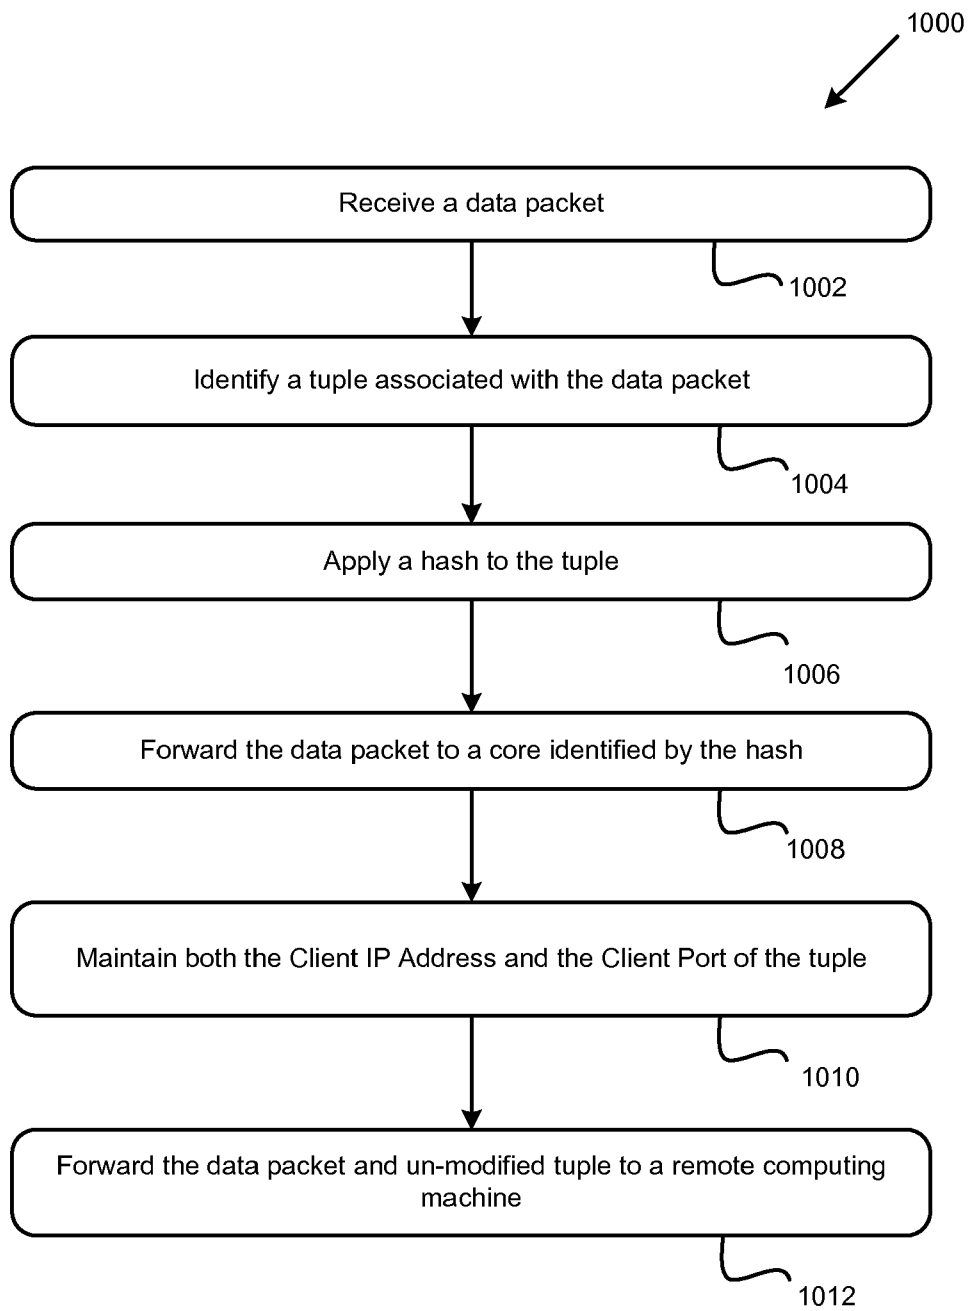 1000
Receive a data packet
1002
Identify a tuple associated with the data packet
1004
Apply a hash to the tuple
1006
Forward the data packet to a core identified by the hash
1008
Maintain both the Client IP Address and the Client Port of the tuple
1010
Forward the data packet and un-modified tuple to a remote computing
machine
1012